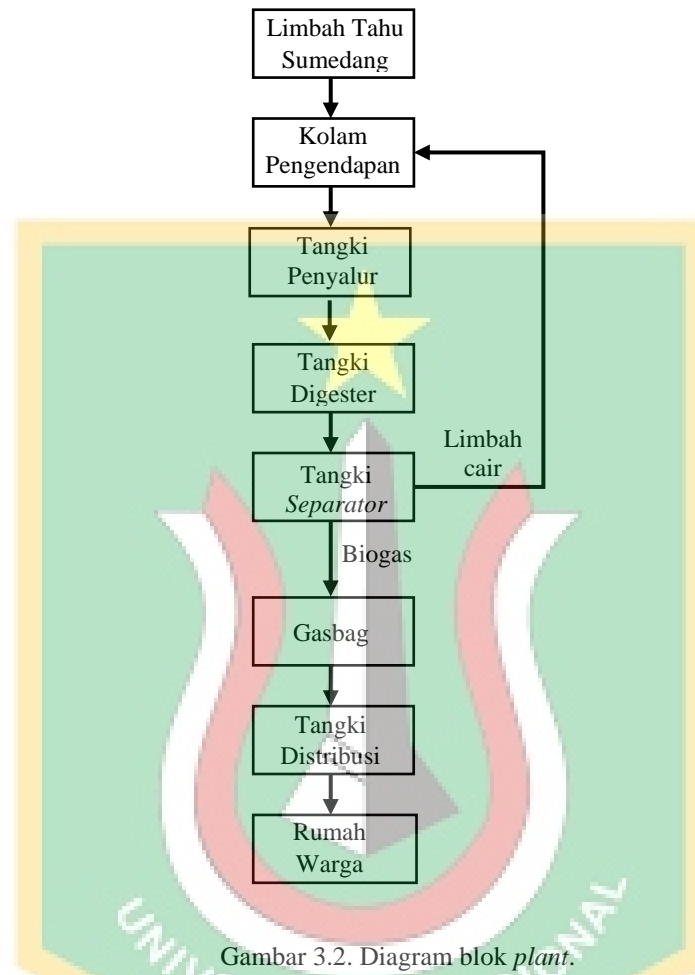 Limbah Tahu
Sumedang
Kolam
Pengendapan
Tangki
Penyalur
Tangki
Digester
Limbah
cair
Tangki
Separator
Biogas
Gasbag
Tangki
Distribusi
Rumah
Warga
Gambar 3.2. Diagram blok plant.